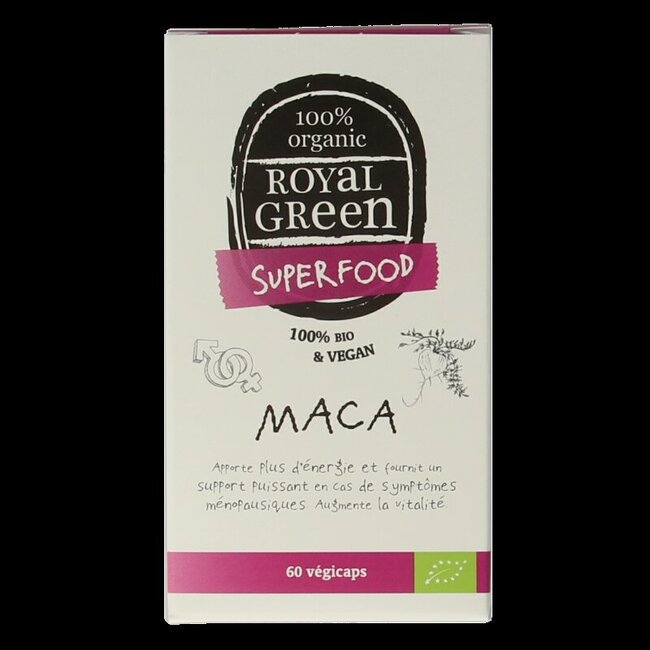 100%
organic
ROYaL
GReen
SUPERFOOD
100% BIO
& VEGAN
MACA
Apporte plus d'énergie et fournit un
support puissant en cas de symptômes
ménopausiques. Augmente la vitalité
60 végicaps